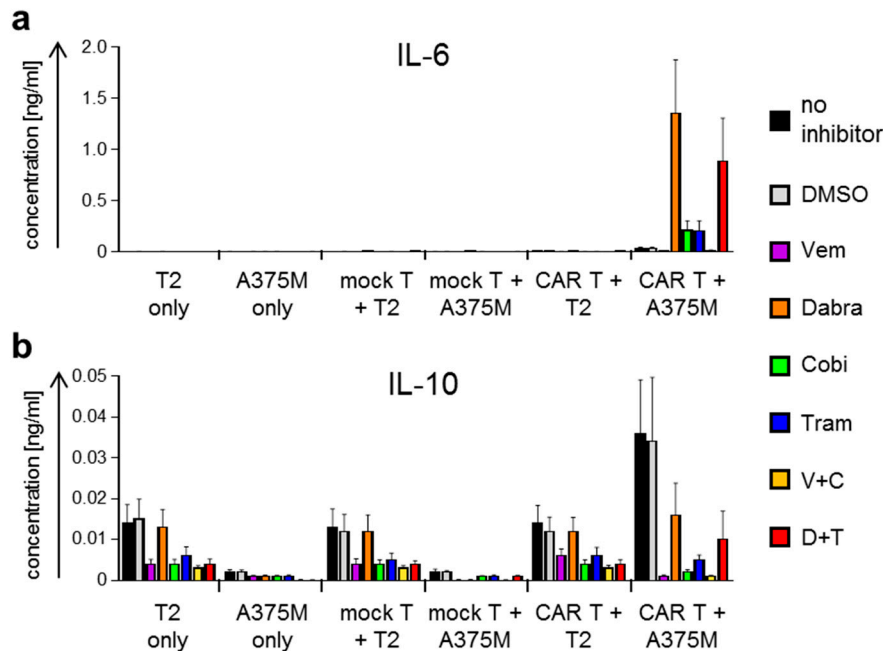 a
IL-6
concentration [ng/ml]
2.0
1.5
1.0
0.5
0
T2 only
A375M only
mock T + T2
mock T + A375M
CAR T + T2
CAR T + A375M
b
IL-10
concentration [ng/ml]
0.05
0.04
0.03
0.02
0.01
0
T2 only
A375M only
mock T + T2
mock T + A375M
CAR T + T2
CAR T + A375M
no
inhibitor
DMSO
Vem
Dabra
Cobi
Tram
V+C
D+T